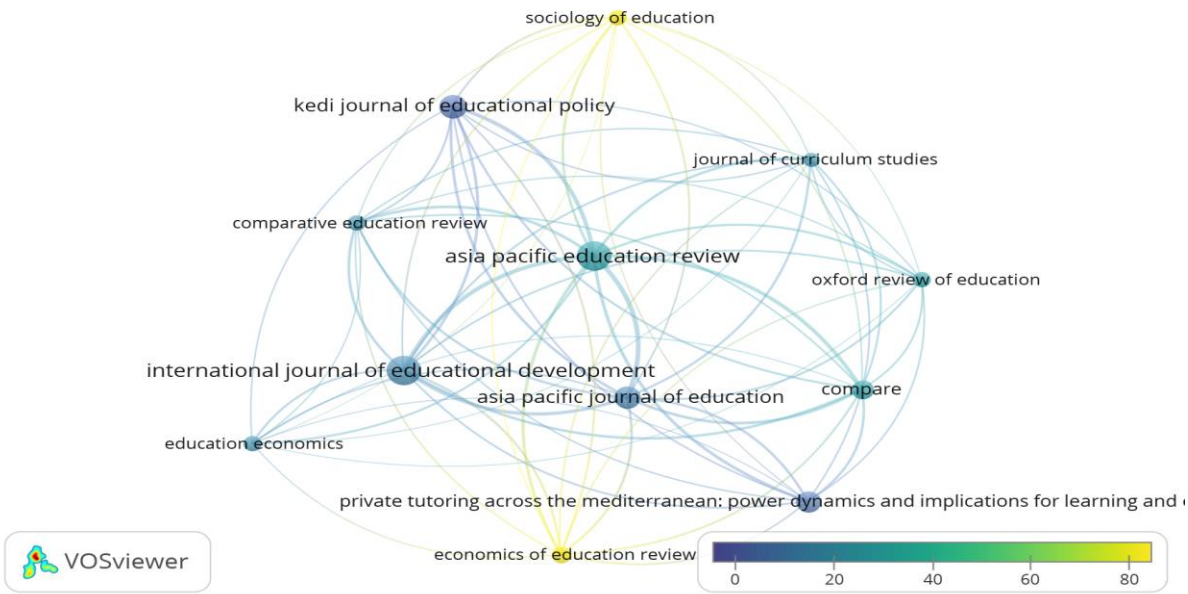 sociology of education
kedi journal of educational policy
journal of curriculum studies
comparative education review
asia pacific education review
oxford review of education
international journal of educational development
compare
asia pacific journal of education
education economics
private tutoring across the mediterranean: power dynamics and implications for learning and
economics of education review
VOSviewer
0 20 40 60 80